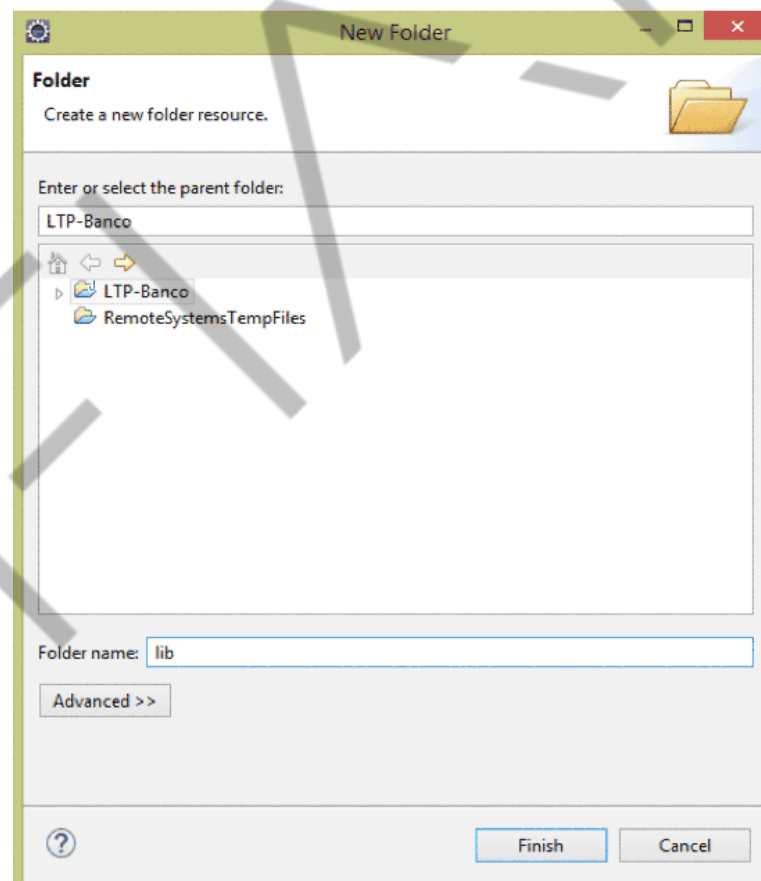 New Folder
Folder
Create a new folder resource.
Enter or select the parent folder:
LTP-Banco
LTP-Banco
RemoteSystemsTempFiles
Folder name: lib
Advanced >>
Finish Cancel